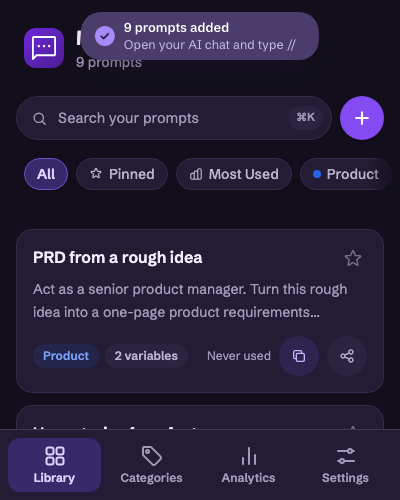 9 prompts added
Open your AI chat and type //
9 prompts
Search your prompts
⌘K
All
Pinned
Most Used
Product
PRD from a rough idea
Act as a senior product manager. Turn this rough
idea into a one-page product requirements...
Product
2 variables
Never used
Library
Categories
Analytics
Settings